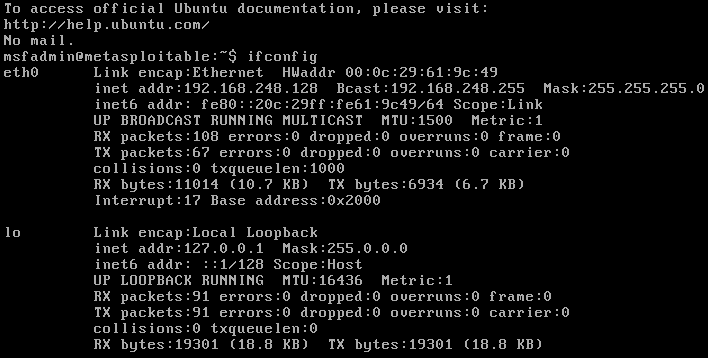 To access official Ubuntu documentation, please visit:
http://help.ubuntu.com/
No mail.
msfadmin@metasploitable:~$ ifconfig
eth0      Link encap:Ethernet  HWaddr 00:0c:29:61:9c:49
          inet addr:192.168.248.128  Bcast:192.168.248.255  Mask:255.255.255.0
          inet6 addr: fe80::20c:29ff:fe61:9c49/64 Scope:Link
          UP BROADCAST RUNNING MULTICAST  MTU:1500  Metric:1
          RX packets:108 errors:0 dropped:0 overruns:0 frame:0
          TX packets:67 errors:0 dropped:0 overruns:0 carrier:0
          collisions:0 txqueuelen:1000
          RX bytes:11014 (10.7 KB)  TX bytes:6934 (6.7 KB)
          Interrupt:17 Base address:0x2000
lo        Link encap:Local Loopback
          inet addr:127.0.0.1  Mask:255.0.0.0
          inet6 addr: ::1/128 Scope:Host
          UP LOOPBACK RUNNING  MTU:16436  Metric:1
          RX packets:91 errors:0 dropped:0 overruns:0 frame:0
          TX packets:91 errors:0 dropped:0 overruns:0 carrier:0
          collisions:0 txqueuelen:0
          RX bytes:19301 (18.8 KB)  TX bytes:19301 (18.8 KB)